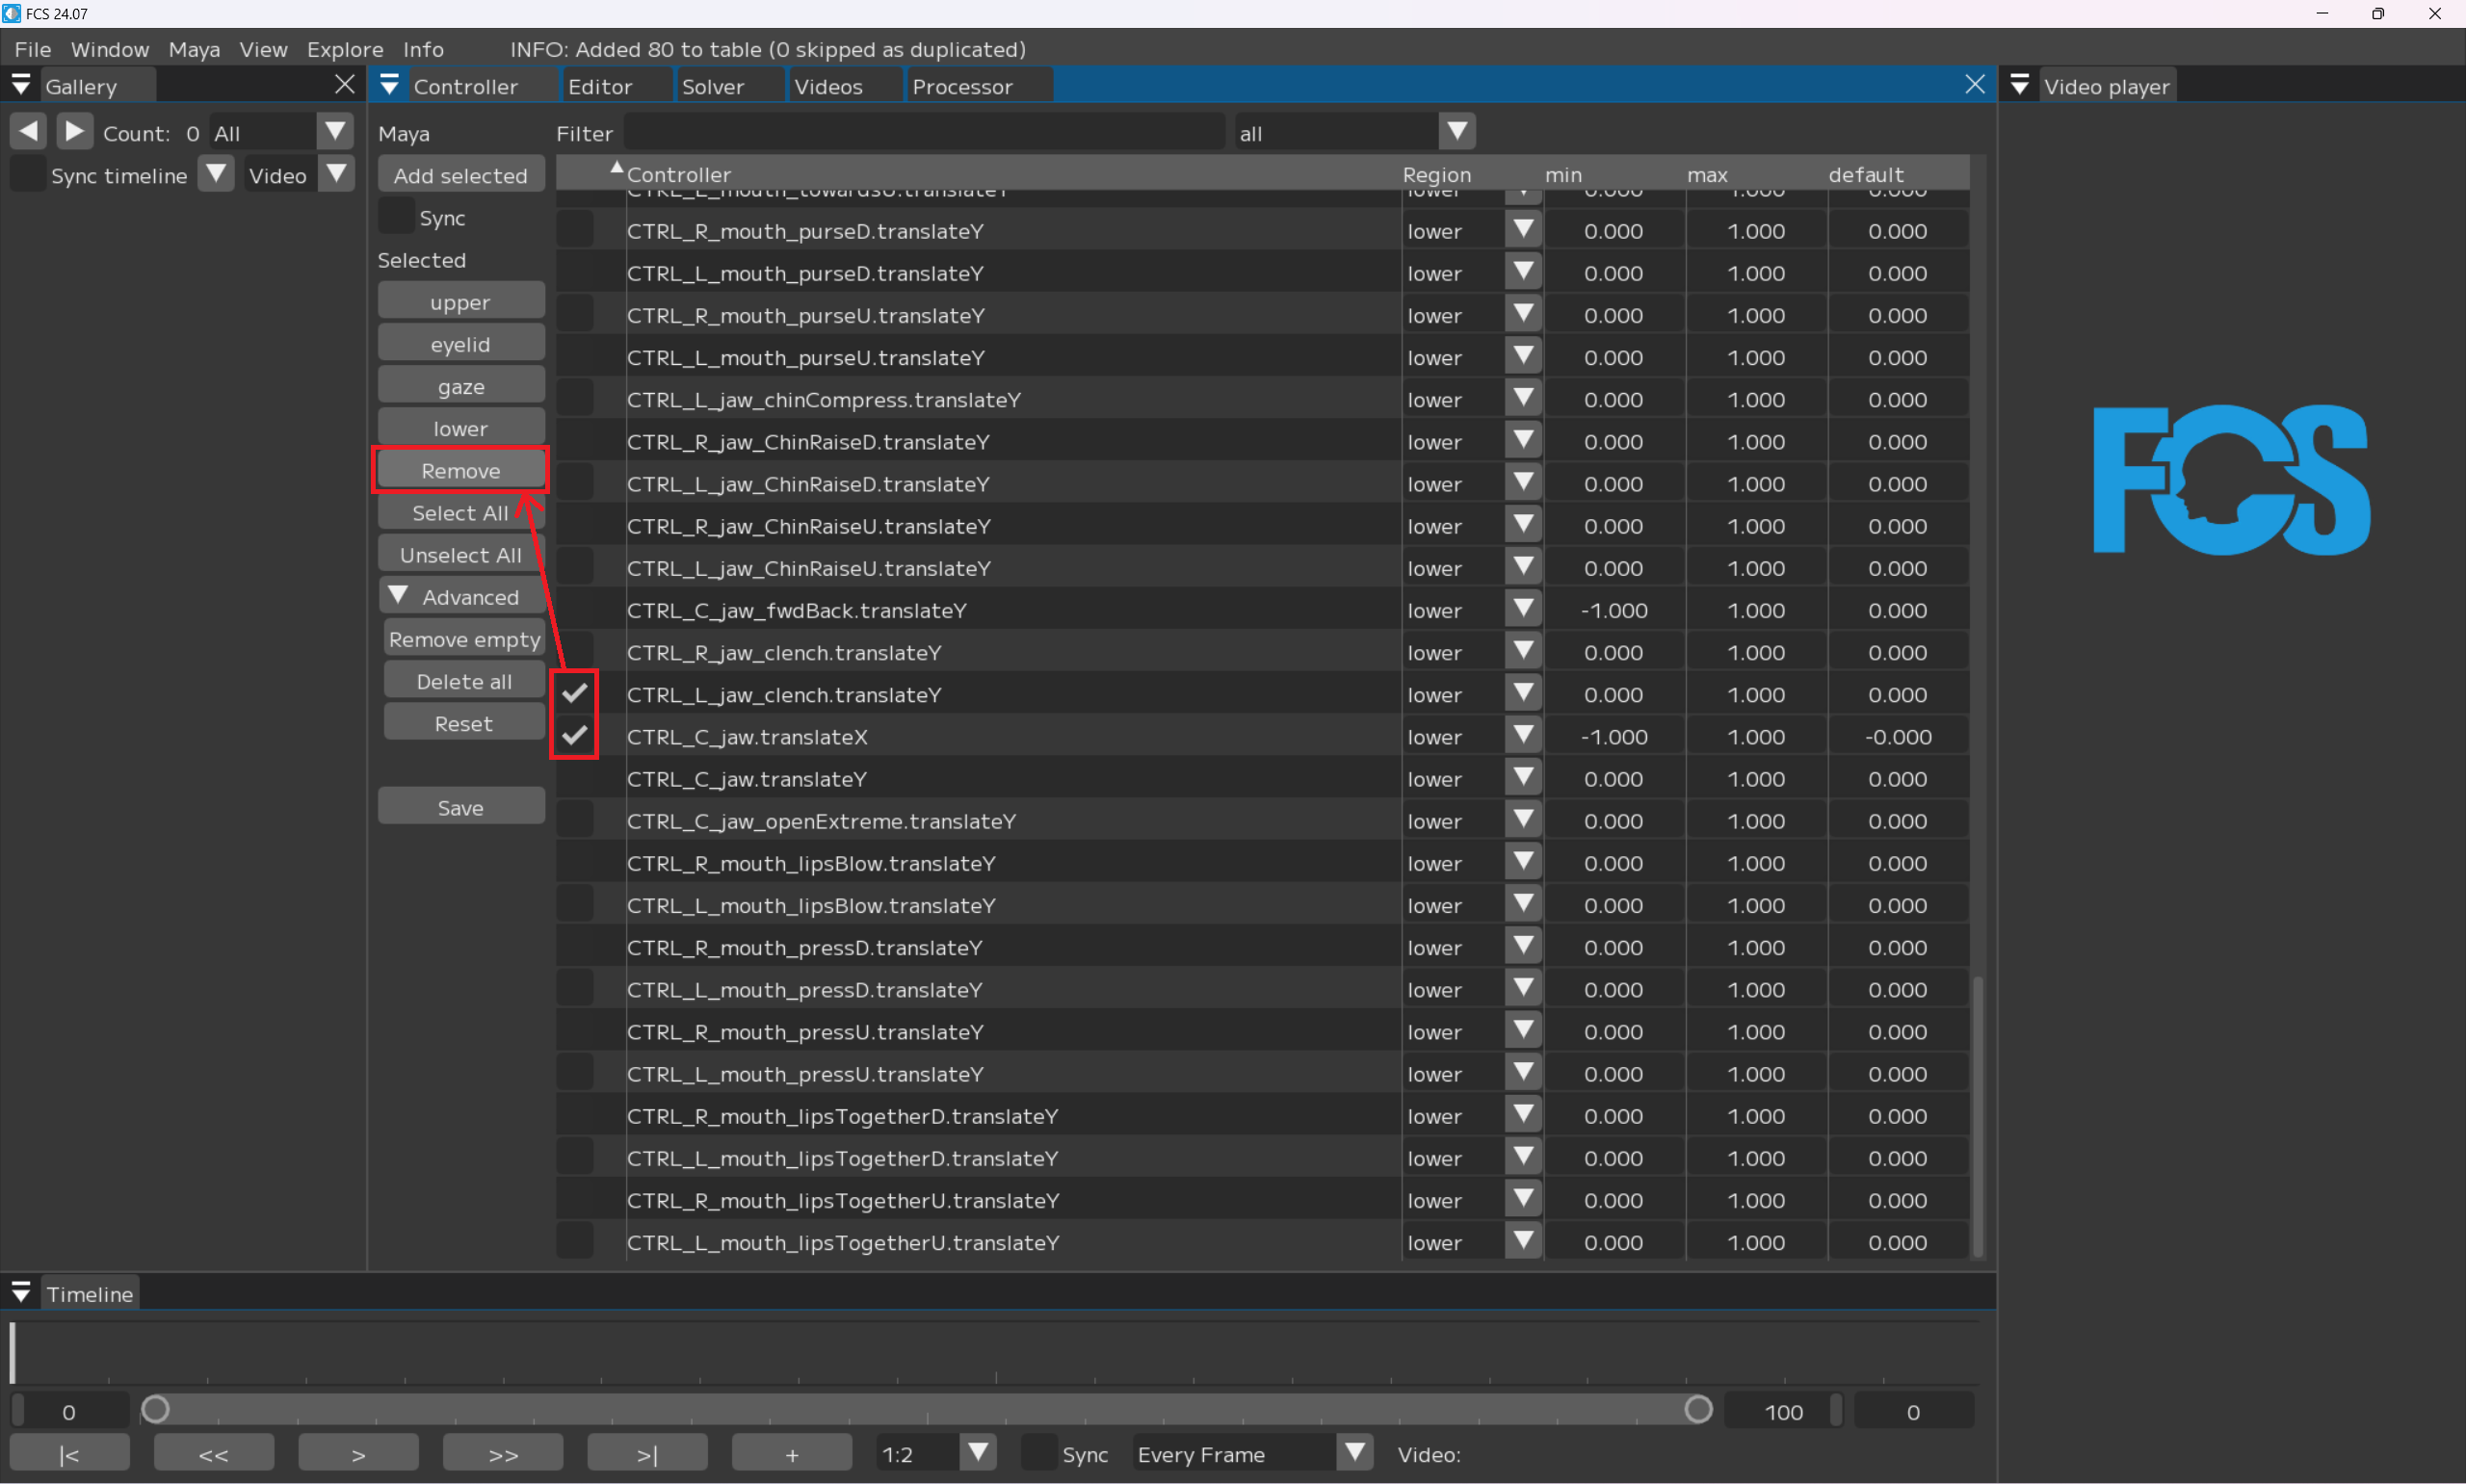 FCS 24.07
File Window Maya View Explore Info INFO: Added 80 to table (0 skipped as duplicated)
Gallery Controller Editor Solver Videos Processor Video player
Count: 0 All
Sync timeline Video
Maya
Add selected
Sync
Selected
upper
eyelid
gaze
lower
Remove
Select All
Unselect All
Advanced
Remove empty
Delete all
Reset
Save
Filter all
Controller Region min max default
CTRL_L_mouth_towardsU.translateY lower 0.000 1.000 0.000
CTRL_R_mouth_purseD.translateY lower 0.000 1.000 0.000
CTRL_L_mouth_purseD.translateY lower 0.000 1.000 0.000
CTRL_R_mouth_purseU.translateY lower 0.000 1.000 0.000
CTRL_L_mouth_purseU.translateY lower 0.000 1.000 0.000
CTRL_L_jaw_chinCompress.translateY lower 0.000 1.000 0.000
CTRL_R_jaw_ChinRaiseD.translateY lower 0.000 1.000 0.000
CTRL_L_jaw_ChinRaiseD.translateY lower 0.000 1.000 0.000
CTRL_R_jaw_ChinRaiseU.translateY lower 0.000 1.000 0.000
CTRL_L_jaw_ChinRaiseU.translateY lower 0.000 1.000 0.000
CTRL_C_jaw_fwdBack.translateY lower -1.000 1.000 0.000
CTRL_R_jaw_clench.translateY lower 0.000 1.000 0.000
CTRL_L_jaw_clench.translateY lower 0.000 1.000 0.000
CTRL_C_jaw.translateX lower -1.000 1.000 -0.000
CTRL_C_jaw.translateY lower 0.000 1.000 0.000
CTRL_C_jaw_openExtreme.translateY lower 0.000 1.000 0.000
CTRL_R_mouth_lipsBlow.translateY lower 0.000 1.000 0.000
CTRL_L_mouth_lipsBlow.translateY lower 0.000 1.000 0.000
CTRL_R_mouth_pressD.translateY lower 0.000 1.000 0.000
CTRL_L_mouth_pressD.translateY lower 0.000 1.000 0.000
CTRL_R_mouth_pressU.translateY lower 0.000 1.000 0.000
CTRL_L_mouth_pressU.translateY lower 0.000 1.000 0.000
CTRL_R_mouth_lipsTogetherD.translateY lower 0.000 1.000 0.000
CTRL_L_mouth_lipsTogetherD.translateY lower 0.000 1.000 0.000
CTRL_R_mouth_lipsTogetherU.translateY lower 0.000 1.000 0.000
CTRL_L_mouth_lipsTogetherU.translateY lower 0.000 1.000 0.000
FCS
Timeline
0 100 0
|< << > >> >| + 1:2 Sync Every Frame Video: